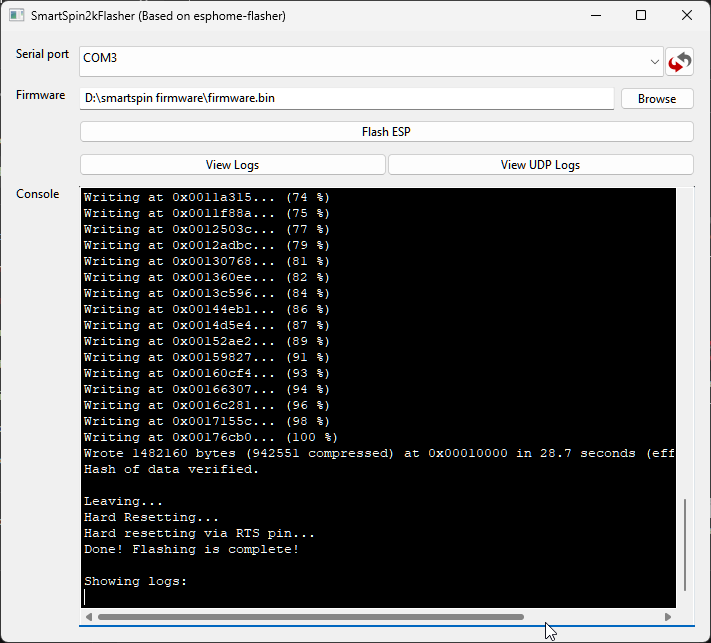 SmartSpin2kFlasher (Based on esphome-flasher)
Serial port COM3
Firmware D:\smartspin firmware\firmware.bin Browse
Flash ESP
View Logs View UDP Logs
Console
Writing at 0x0011a315... (74 %)
Writing at 0x0011f88a... (75 %)
Writing at 0x0012503c... (77 %)
Writing at 0x0012adbc... (79 %)
Writing at 0x00130768... (81 %)
Writing at 0x001360ee... (82 %)
Writing at 0x0013c596... (84 %)
Writing at 0x00144eb1... (86 %)
Writing at 0x0014d5e4... (87 %)
Writing at 0x00152ae2... (89 %)
Writing at 0x00159827... (91 %)
Writing at 0x00160cf4... (93 %)
Writing at 0x00166307... (94 %)
Writing at 0x0016c281... (96 %)
Writing at 0x0017155c... (98 %)
Writing at 0x00176cb0... (100 %)
Wrote 1482160 bytes (942551 compressed) at 0x00010000 in 28.7 seconds (eff
Hash of data verified.
Leaving...
Hard Resetting...
Hard resetting via RTS pin...
Done! Flashing is complete!
Showing logs: